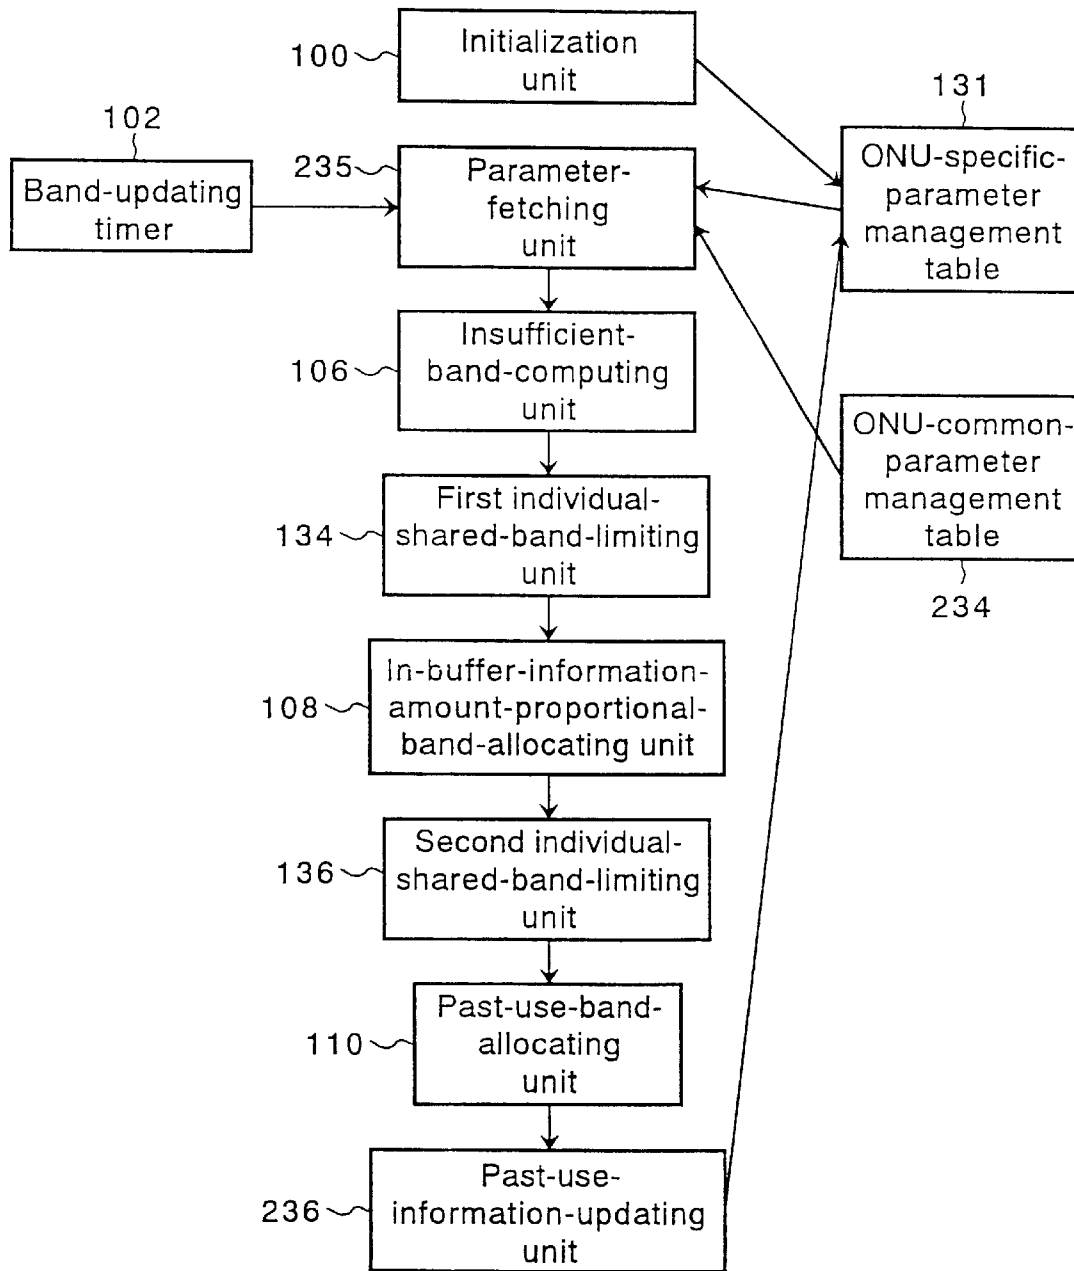 100
Initialization
unit
131
ONU-specific-
parameter
management
table
102
Band-updating
timer
235
Parameter-
fetching
unit
106
Insufficient-
band-computing
unit
ONU-common-
parameter
management
table
234
134
First individual-
shared-band-limiting
unit
108
In-buffer-information-
amount-proportional-
band-allocating unit
136
Second individual-
shared-band-limiting
unit
110
Past-use-band-
allocating
unit
236
Past-use-
information-updating
unit